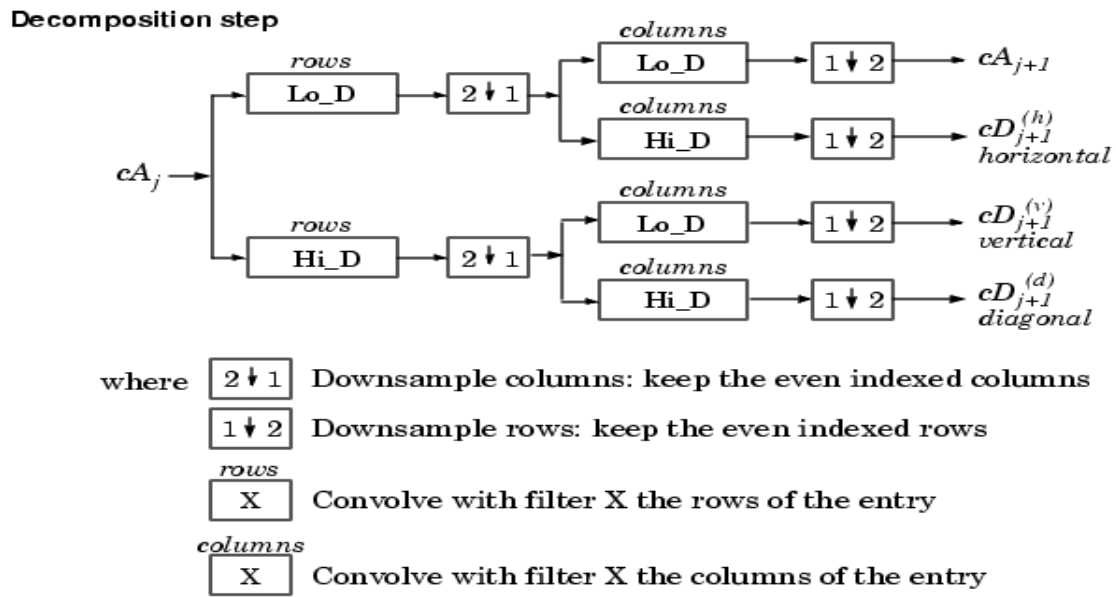 Decomposition step
columns
rows
Lo_D
1 ↓ 2
cA_{j+1}
Lo_D
2 ↓ 1
columns
Hi_D
1 ↓ 2
cD_{j+1}^{(h)}
horizontal
cA_j
columns
rows
Lo_D
1 ↓ 2
cD_{j+1}^{(v)}
vertical
Hi_D
2 ↓ 1
columns
Hi_D
1 ↓ 2
cD_{j+1}^{(d)}
diagonal
where 2 ↓ 1 Downsample columns: keep the even indexed columns
1 ↓ 2 Downsample rows: keep the even indexed rows
rows
X Convolve with filter X the rows of the entry
columns
X Convolve with filter X the columns of the entry